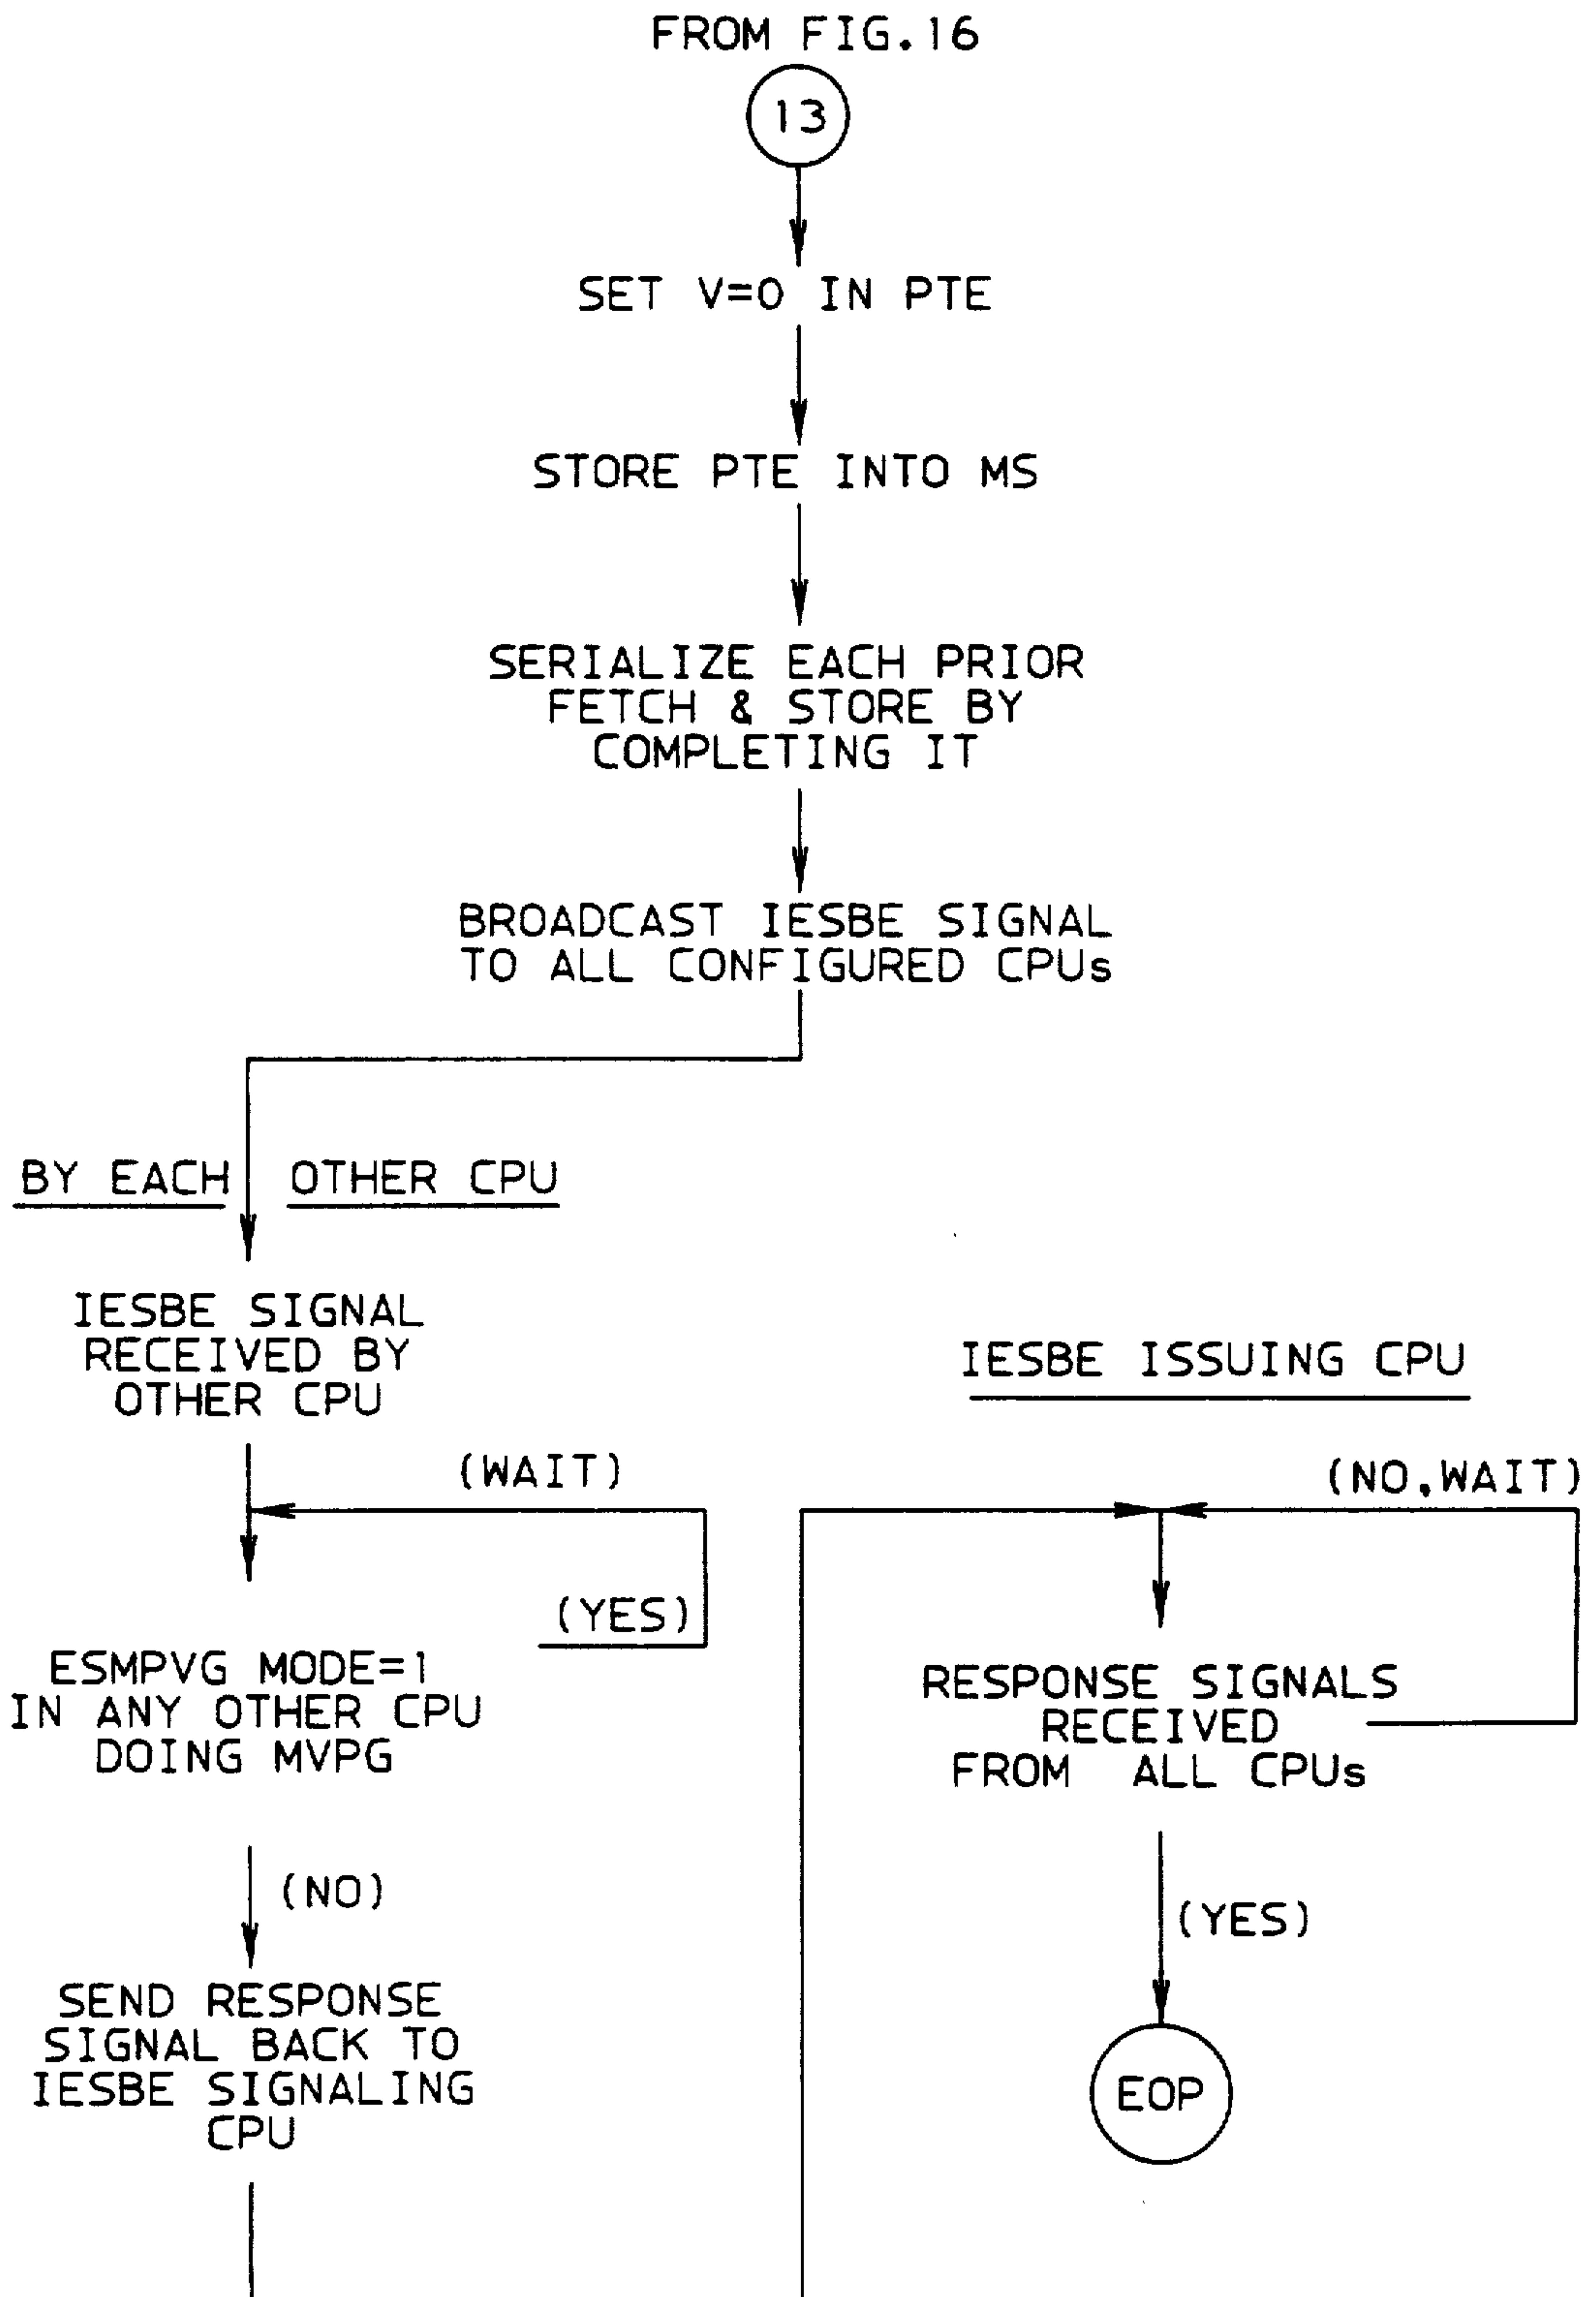 FROM FIG.16
13
SET V=0 IN PTE
STORE PTE INTO MS
SERIALIZE EACH PRIOR
FETCH & STORE BY
COMPLETING IT
BROADCAST IESBE SIGNAL
TO ALL CONFIGURED CPUs
BY EACH OTHER CPU
IESBE SIGNAL
RECEIVED BY
OTHER CPU
(WAIT)
(YES)
ESMPVG MODE=1
IN ANY OTHER CPU
DOING MVPG
(NO)
SEND RESPONSE
SIGNAL BACK TO
IESBE SIGNALING
CPU
IESBE ISSUING CPU
(NO,WAIT)
RESPONSE SIGNALS
RECEIVED
FROM ALL CPUs
(YES)
EOP